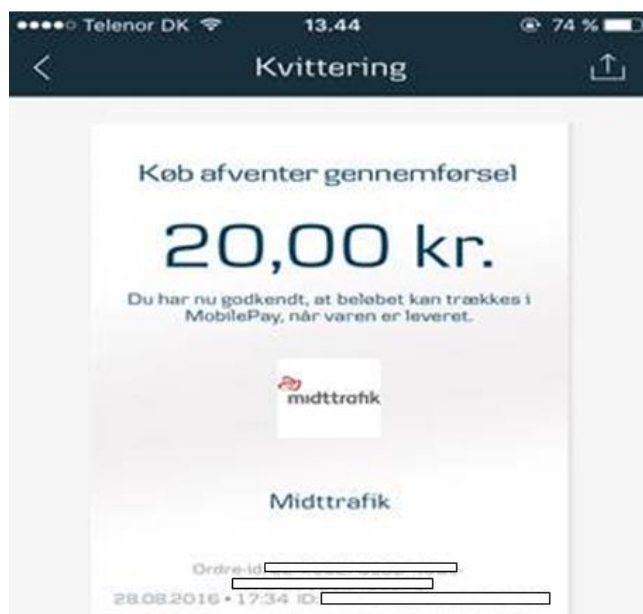 Telenor DK 13.44 74 %
Kvittering
Køb afventer gennemførsel
20,00 kr.
Du har nu godkendt, at beløbet kan trækkes i
MobilePay, når varen er leveret.
midttrafik
Midttrafik
Ordre-id:
28.08.2016 • 17:34 ID: